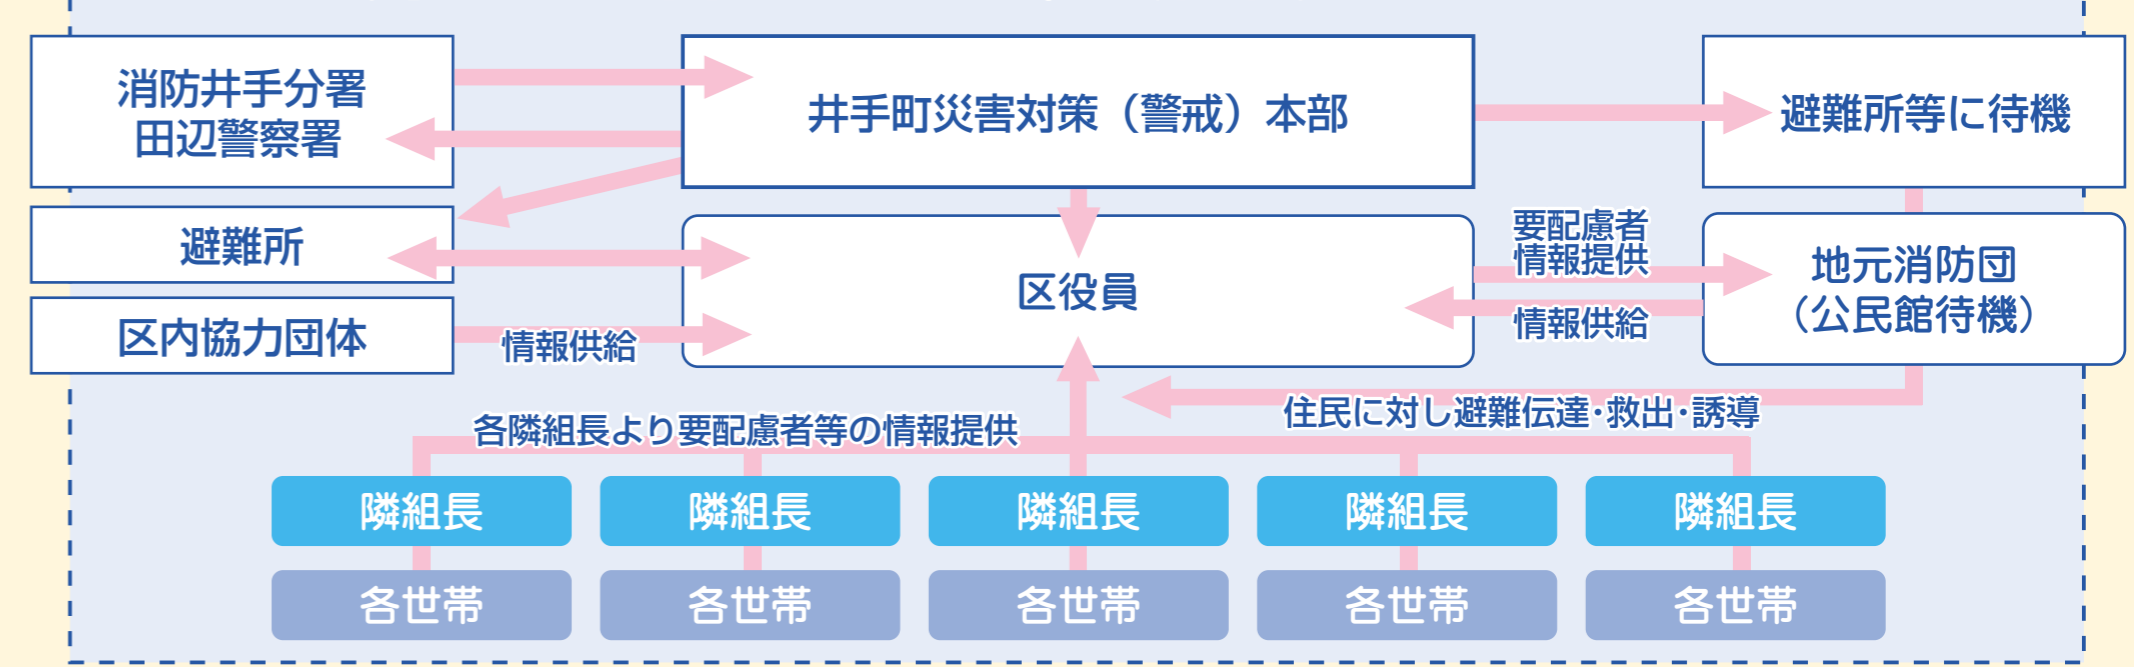 消防井手分署
田辺警察署
井手町災害対策（警戒）本部
避難所等に待機
避難所
区役員
要配慮者
情報提供
情報供給
地元消防団
（公民館待機）
区内協力団体
情報供給
住民に対し避難伝達・救出・誘導
各隣組長より要配慮者等の情報提供
隣組長
隣組長
隣組長
隣組長
隣組長
各世帯
各世帯
各世帯
各世帯
各世帯